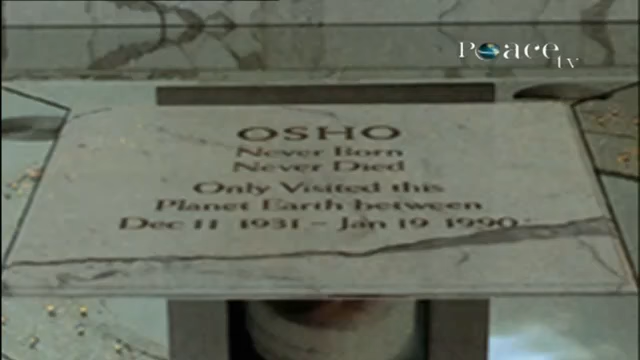 Peace
tv
OSHO
Never Born
Never Died
Only Visited this
Planet Earth between
Dec 11 1931 – Jan 19 1990